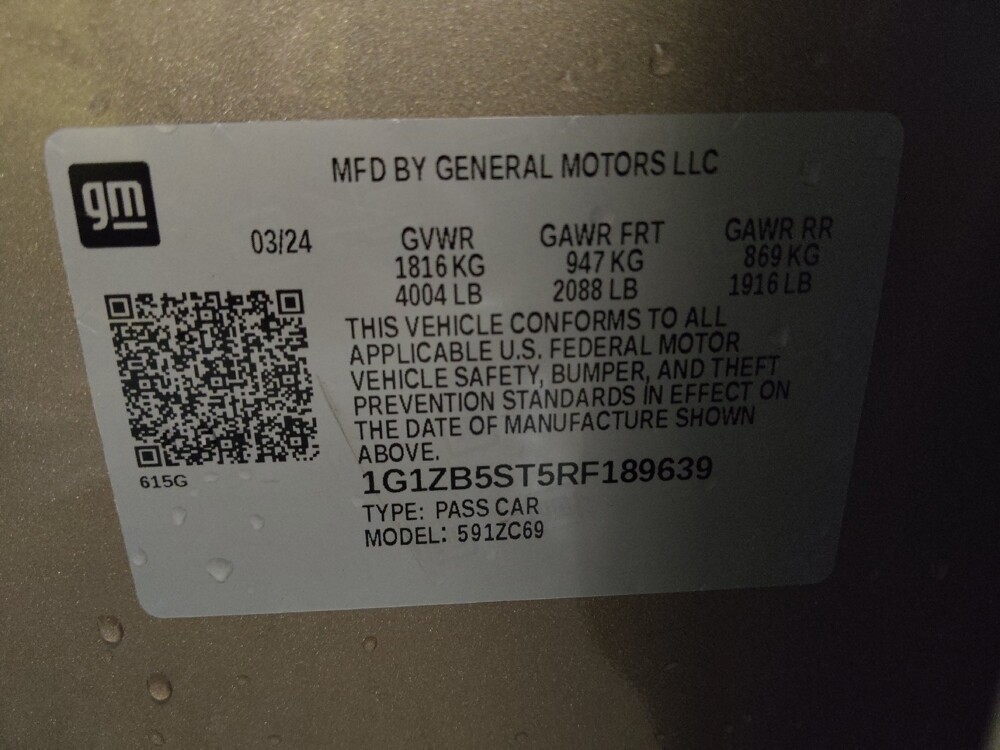 gm
MFD BY GENERAL MOTORS LLC
03/24 GVWR GAWR FRT GAWR RR
1816 KG 947 KG 869 KG
4004 LB 2088 LB 1916 LB
THIS VEHICLE CONFORMS TO ALL
APPLICABLE U.S. FEDERAL MOTOR
VEHICLE SAFETY, BUMPER, AND THEFT
PREVENTION STANDARDS IN EFFECT ON
THE DATE OF MANUFACTURE SHOWN
ABOVE.
615G
1G1ZB5ST5RF189639
TYPE: PASS CAR
MODEL: 591ZC69